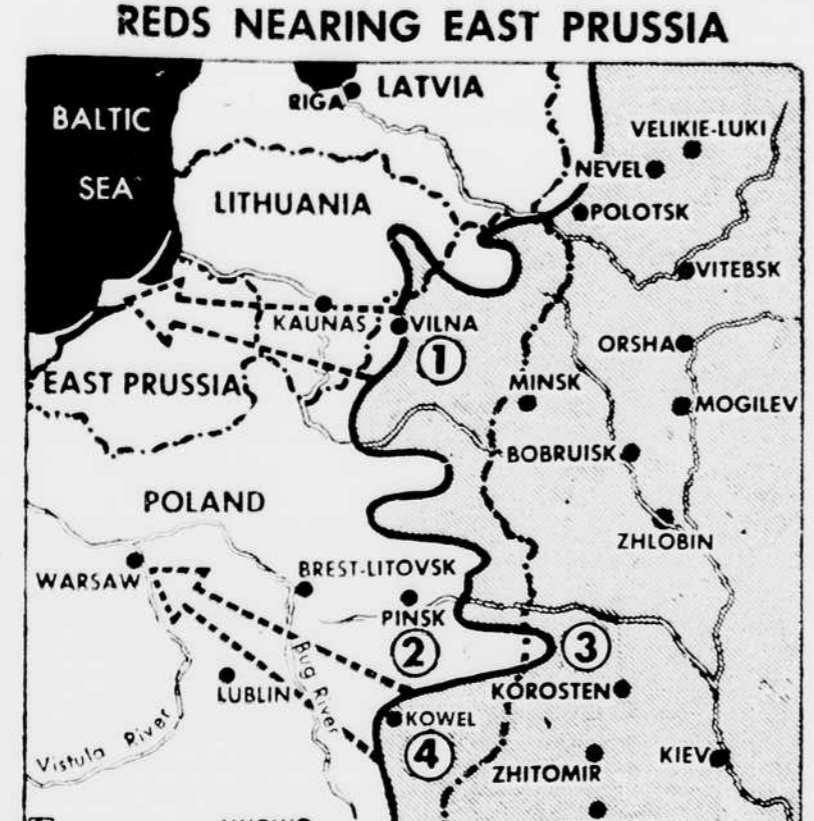 REDS NEARING EAST PRUSSIA
BALTIC
SEA
RIGA
LATVIA
VELIKIE-LUKI
NEVEL
LITHUANIA
POLOTSK
VITEBSK
KAUNAS
VILNA
1
ORSHA
EAST PRUSSIA
MINSK
MOGILEV
BOBRUISK
POLAND
ZHLOBIN
WARSAW
BREST-LITOVSK
PINSK
2
3
Bug River
LUBLIN
KOROSTEN
KOWEL
4
Vistula River
ZHITOMIR
KIEV